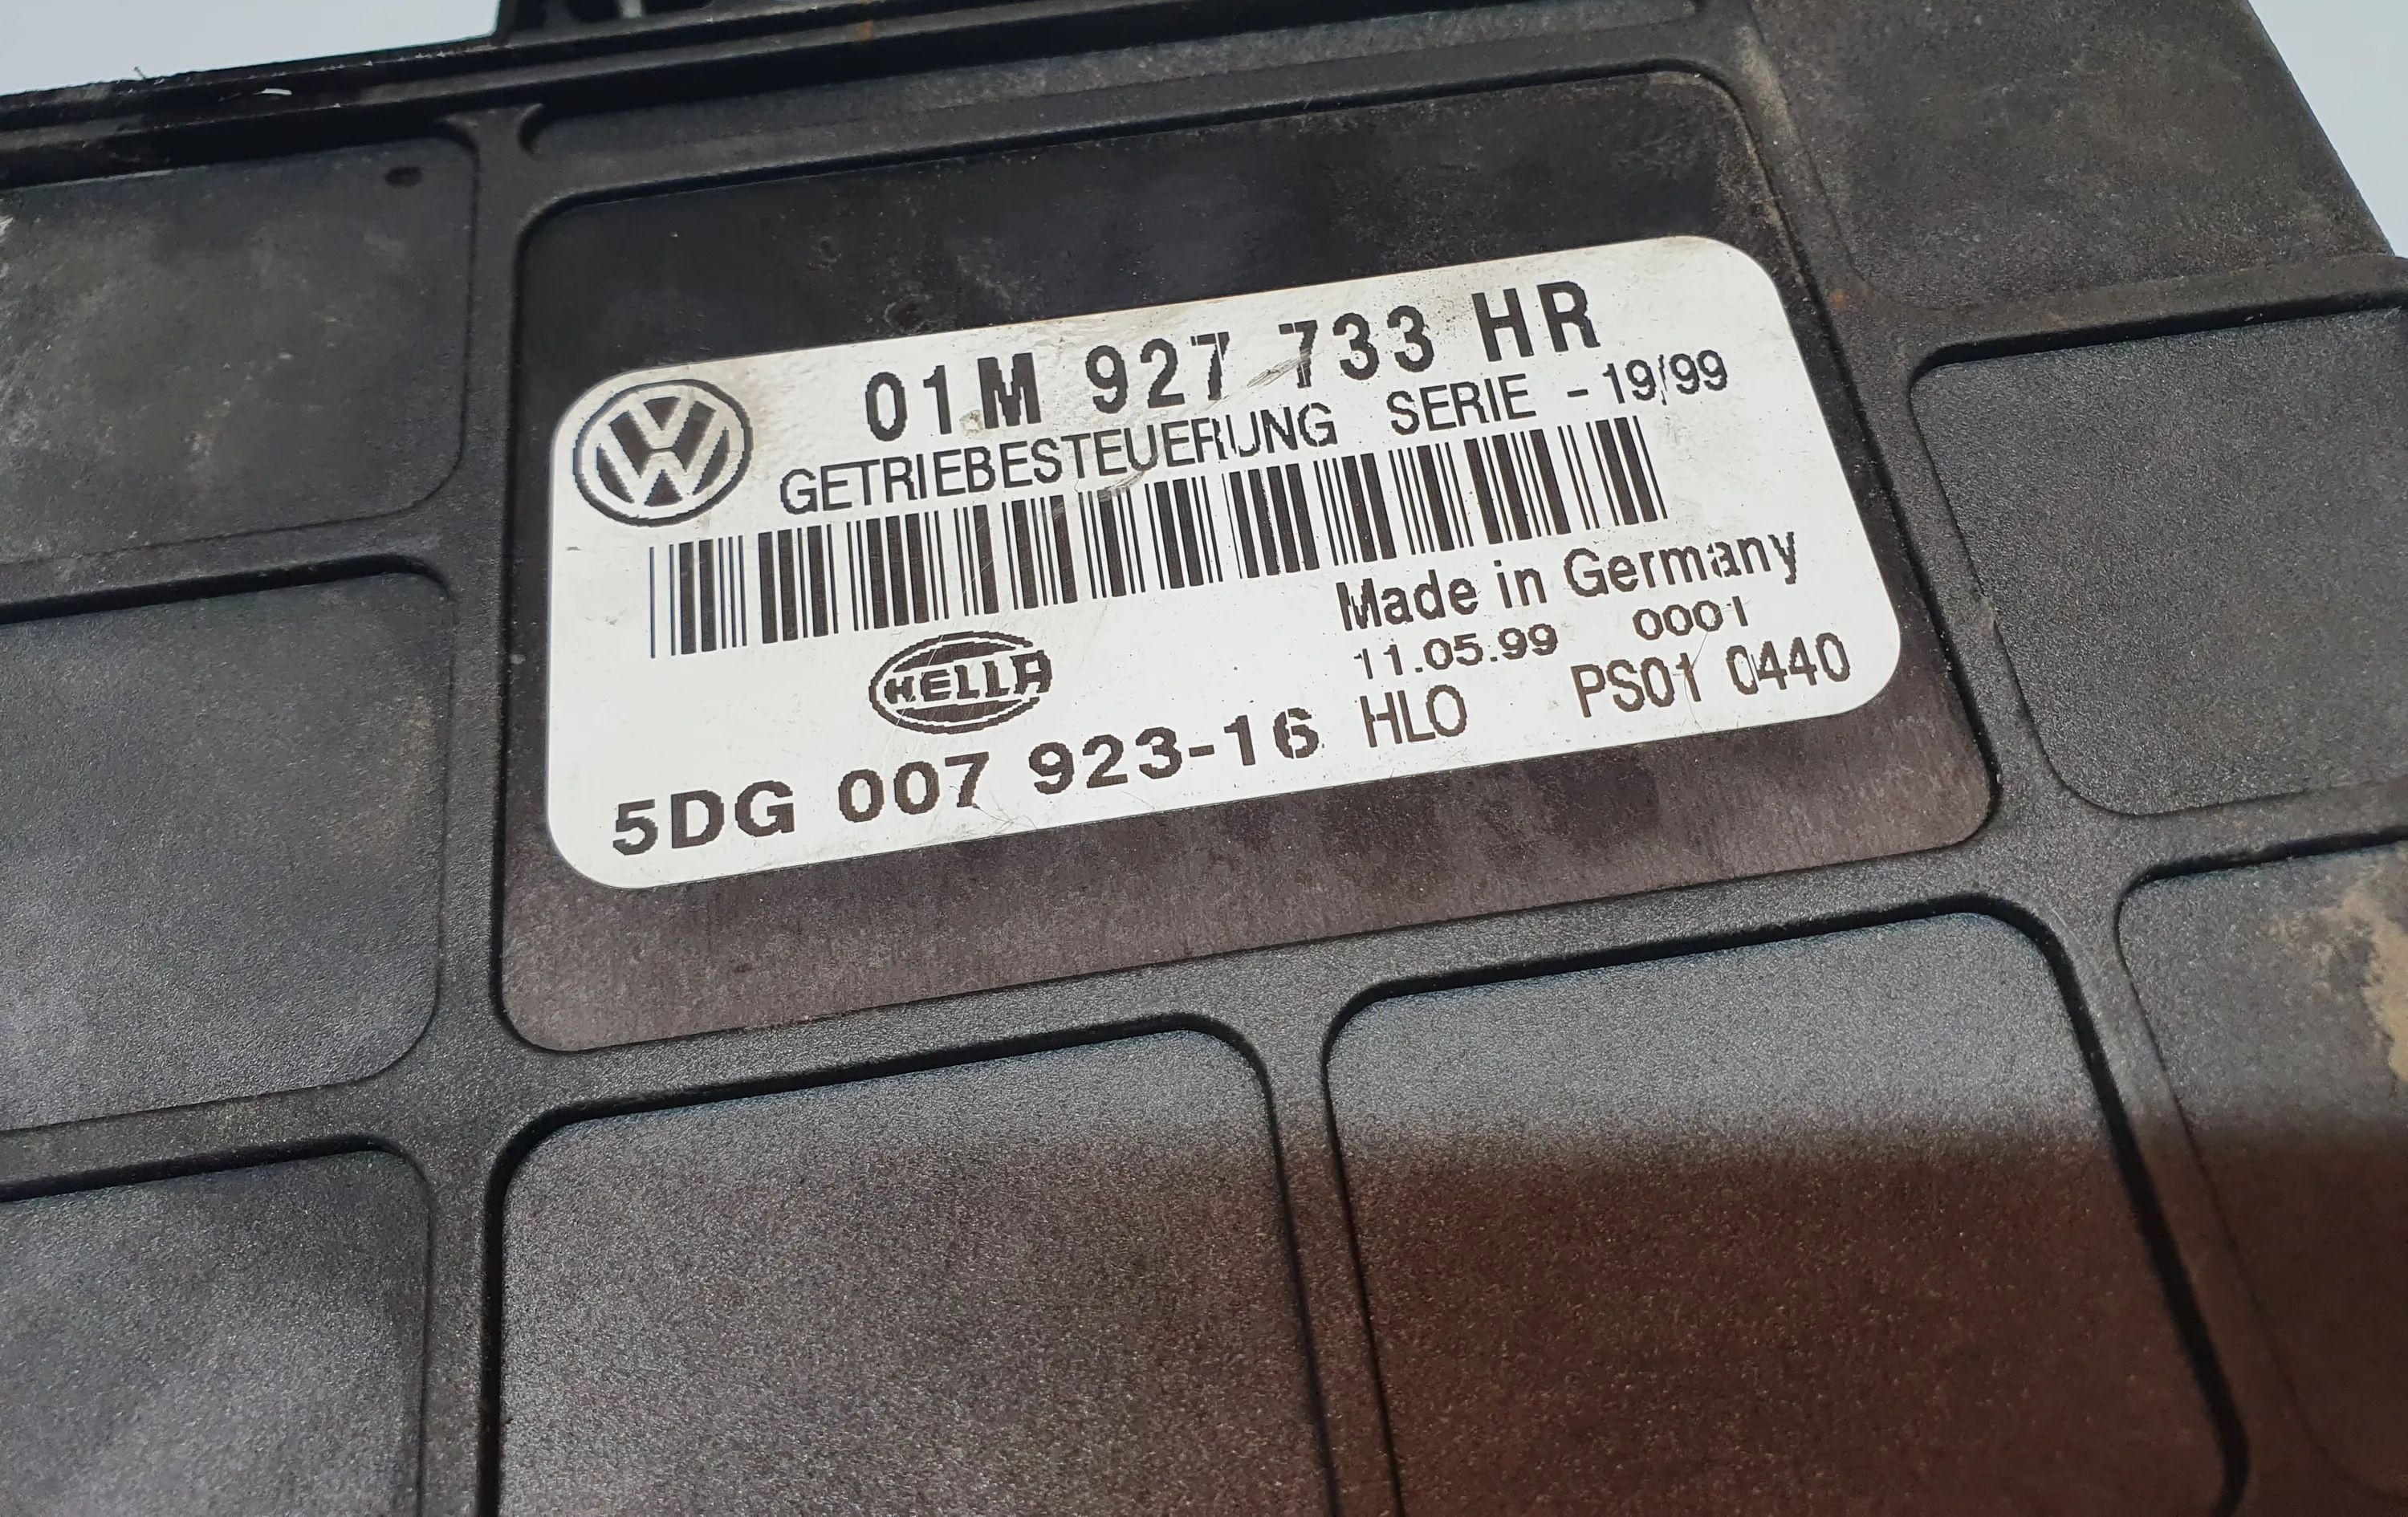 01M 927 733 HR
GETRIEBESTEUERUNG SERIE - 19/99
Made in Germany
11.05.99 0001
HELLA
5DG 007 923-16 HLO PS01 0440